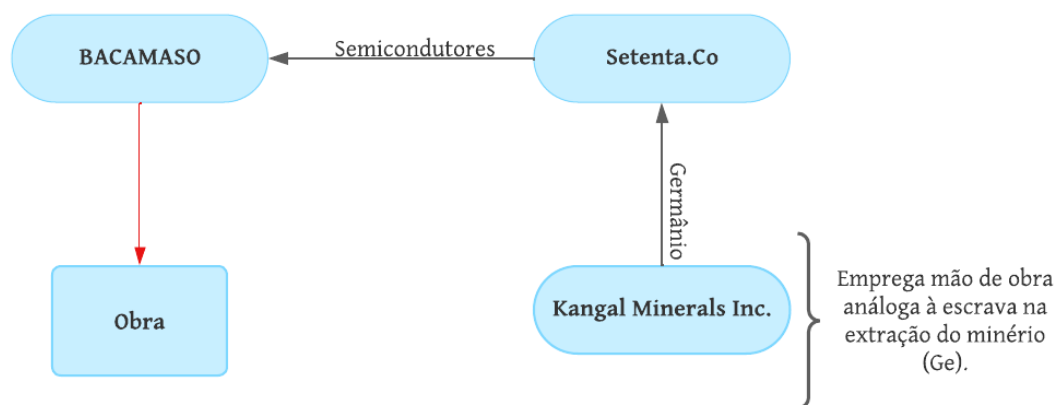 BACAMASO
Semicondutores
Setenta.Co
Germânio
Obra
Kangal Minerals Inc.
Emprega mão de obra
análoga à escrava na
extração do minério
(Ge).